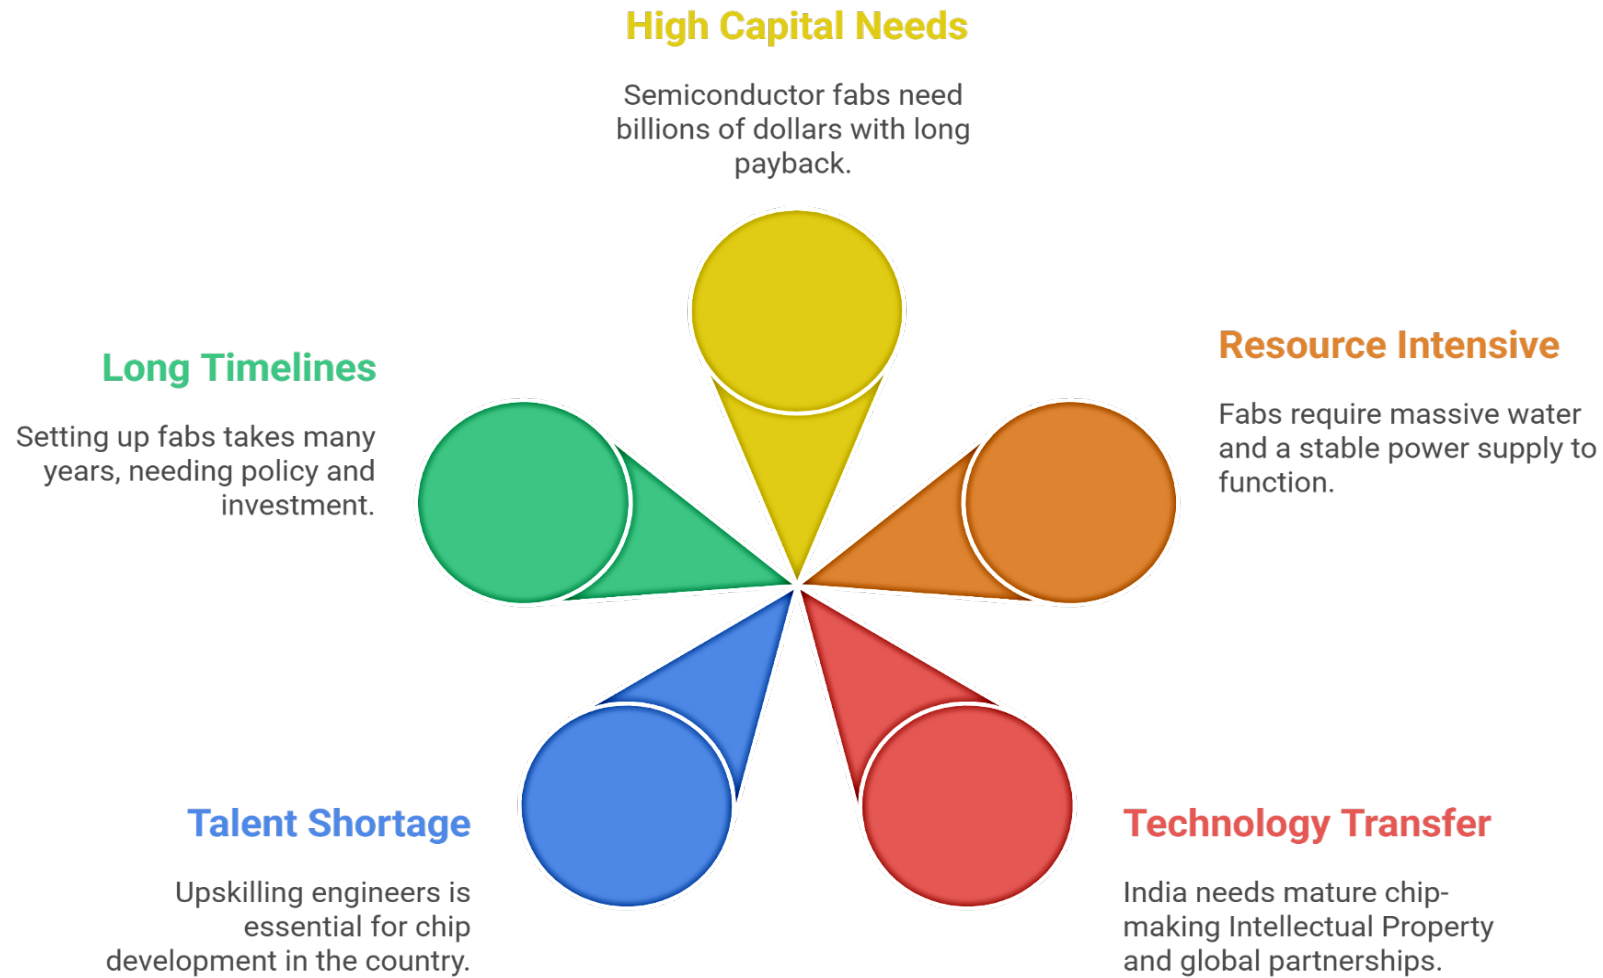 High Capital Needs
Semiconductor fabs need
billions of dollars with long
payback.
Resource Intensive
Fabs require massive water
and a stable power supply to
function.
Long Timelines
Setting up fabs takes many
years, needing policy and
investment.
Talent Shortage
Upskilling engineers is
essential for chip
development in the country.
Technology Transfer
India needs mature chip-
making Intellectual Property
and global partnerships.